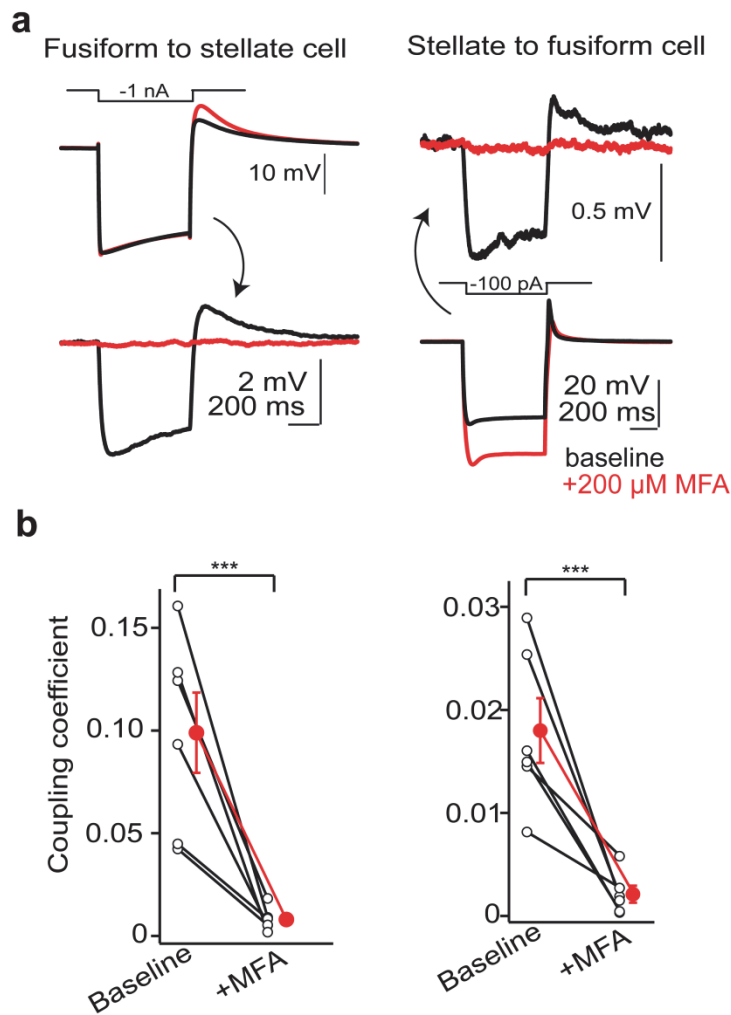 a
Fusiform to stellate cell
Stellate to fusiform cell
-1 nA
10 mV
0.5 mV
-100 pA
2 mV
200 ms
20 mV
200 ms
baseline
+200 µM MFA
b
***
***
Coupling coefficient
0.15
0.10
0.05
0
0.03
0.02
0.01
0
Baseline
+MFA
Baseline
+MFA